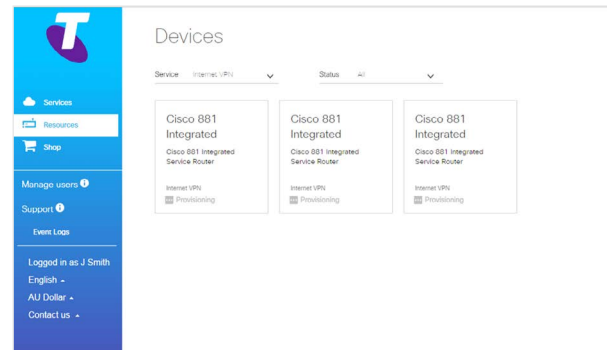 T
Devices
Service Internet VPN
Status All
Services
Resources
Shop
Manage users
Support
Event Logs
Logged in as J Smith
English
AU Dollar
Contact us
Cisco 881
Integrated
Cisco 881 Integrated
Service Router
Internet VPN
Provisioning
Cisco 881
Integrated
Cisco 881 Integrated
Service Router
Internet VPN
Provisioning
Cisco 881
Integrated
Cisco 881 Integrated
Service Router
Internet VPN
Provisioning